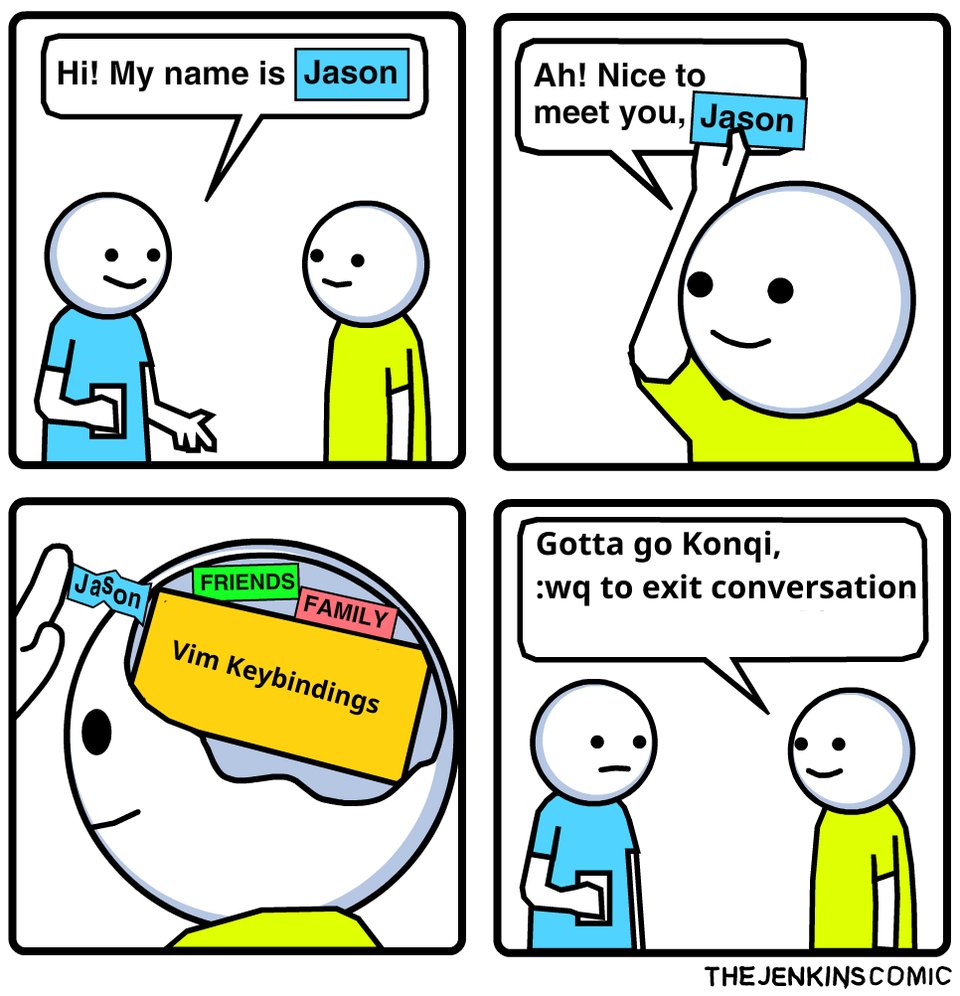 Hi! My name is Jason
Ah! Nice to
meet you, Jason
Jason
FRIENDS
FAMILY
Vim Keybindings
Gotta go Konqi,
:wq to exit conversation
THEJENKINSCOMIC